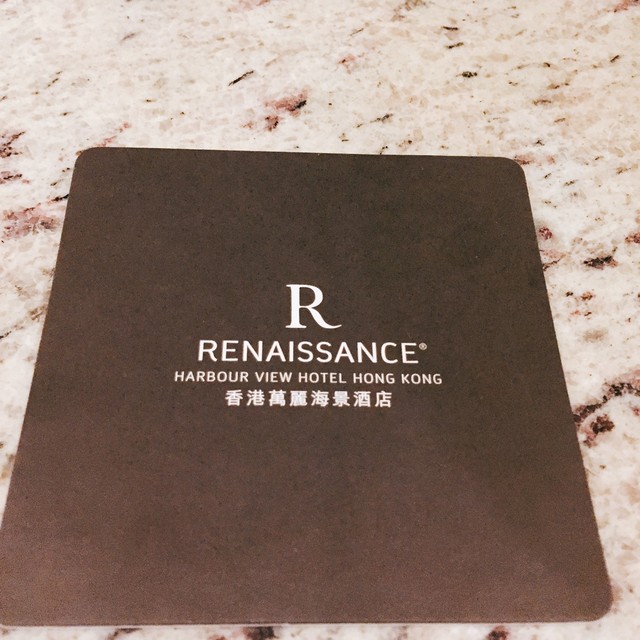 R
RENAISSANCE®
HARBOUR VIEW HOTEL HONG KONG
香港萬麗海景酒店